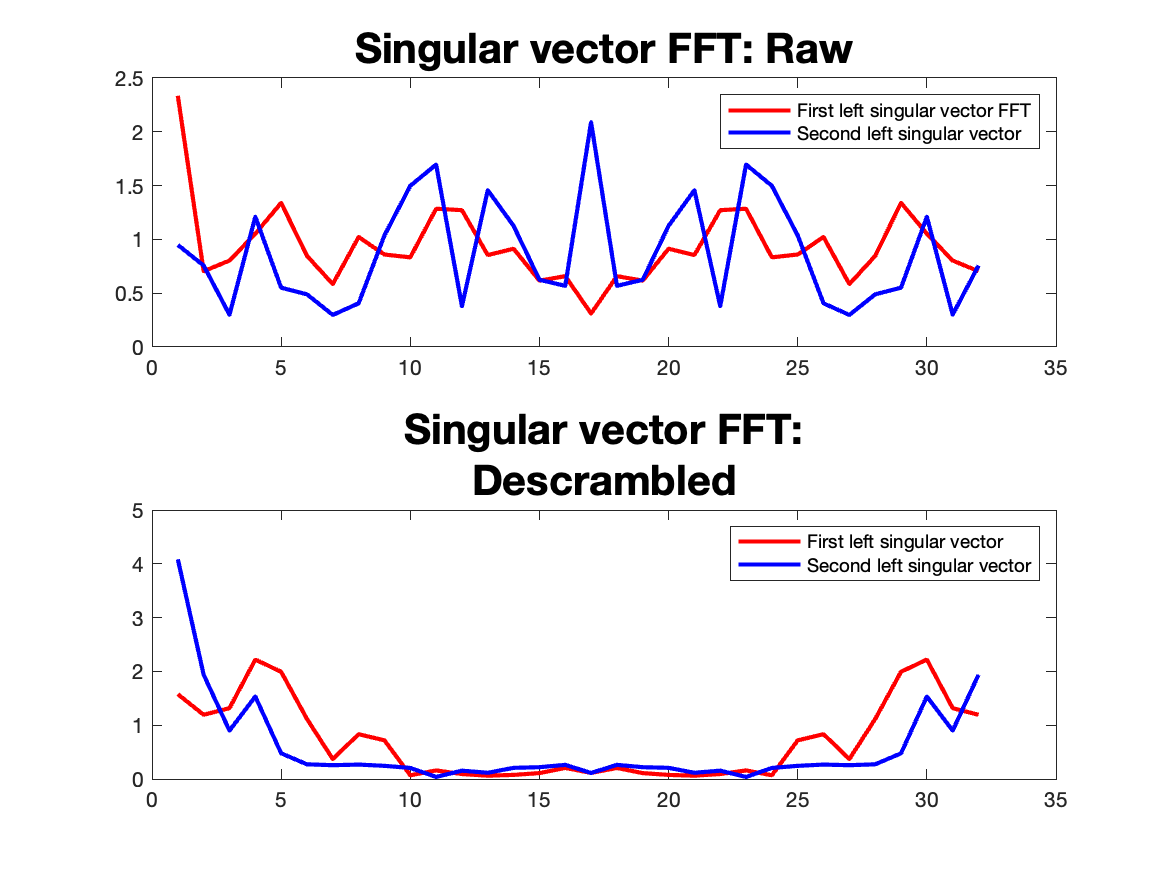 Singular vector FFT: Raw
2.5
2
1.5
1
0.5
0
First left singular vector FFT
Second left singular vector
0 5 10 15 20 25 30 35
Singular vector FFT:
Descrambled
5
4
3
2
1
0
First left singular vector
Second left singular vector
0 5 10 15 20 25 30 35